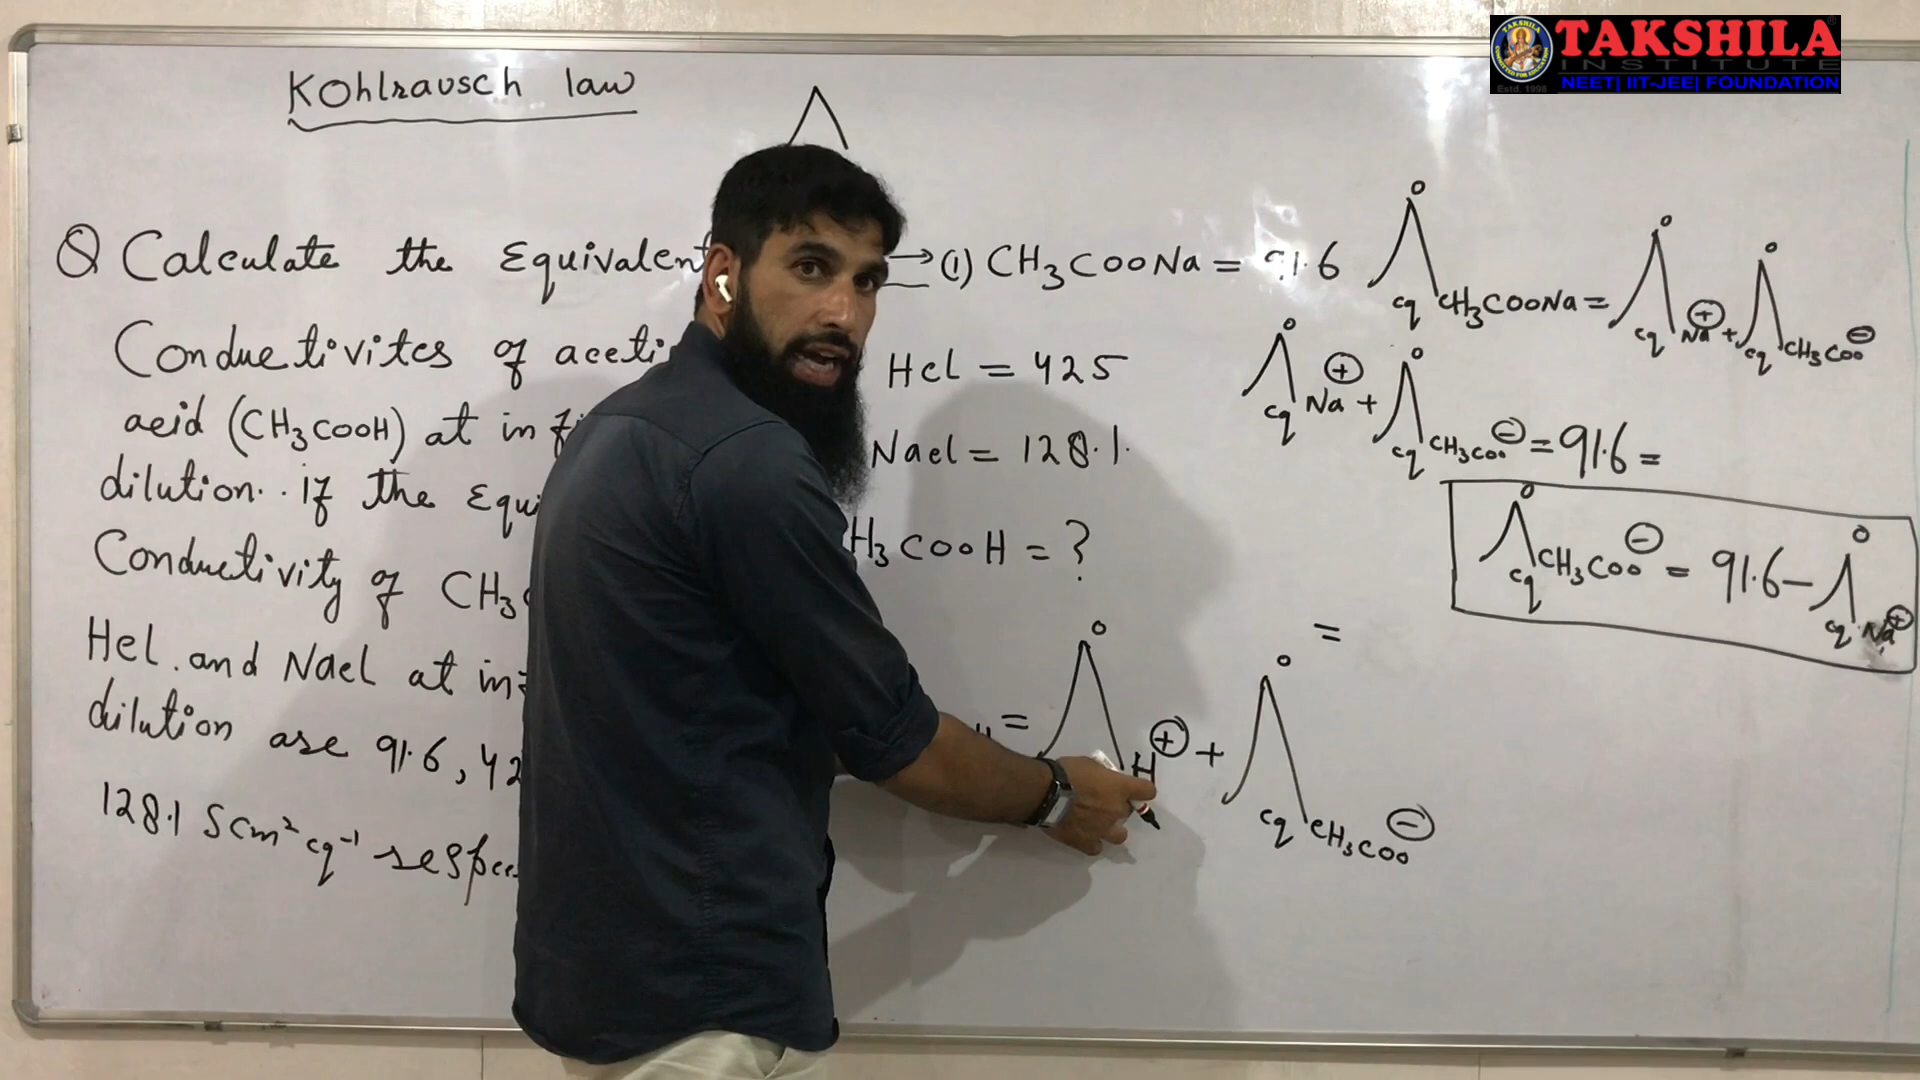 TAKSHILA
INSTITUTE
Estd. 1998
NEET| IIT-JEE| FOUNDATION
Kohlrausch law
Λ
Q Calculate the Equivalent
Conductivites of aceti
acid (CH3COOH) at infi
dilution. . if the Equi
Conductivity of CH3
Hcl. and Nacl at in
dilution are 91.6, 42
128.1 Scm² eq⁻¹ respec
→ (1) CH3COONa = 91.6
Hcl = 425
Nacl = 128.1.
H3COOH = ?
= Λ° H⊕ + Λ° eq CH3COO⊖
=
Λ° eq CH3COONa = Λ° eq Na⊕ + Λ° eq CH3COO⊖
Λ° eq Na⊕ + Λ° eq CH3COO⊖ = 91.6 =
Λ° eq CH3COO⊖ = 91.6 − Λ° eq Na⊕